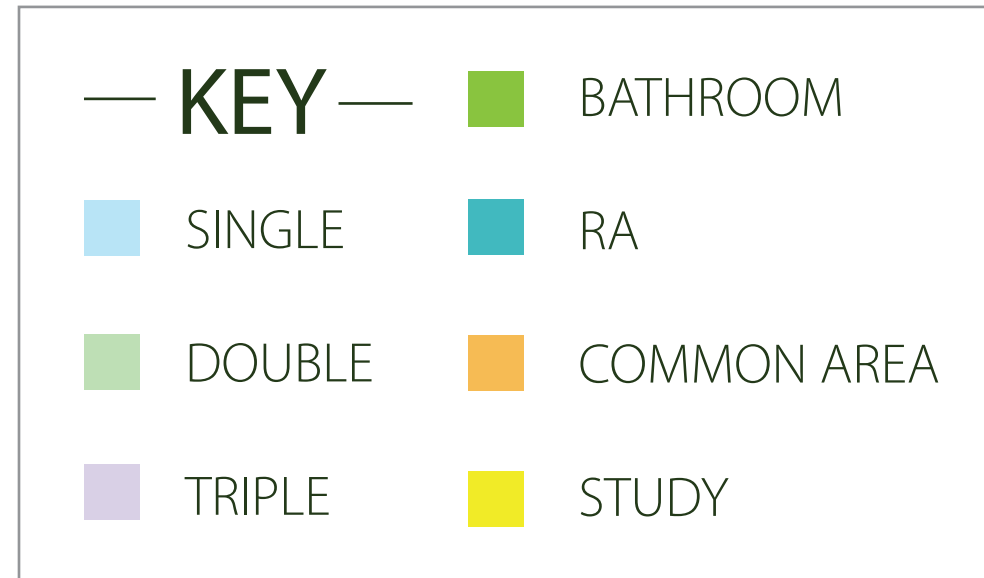 KEY
SINGLE
DOUBLE
TRIPLE
BATHROOM
RA
COMMON AREA
STUDY